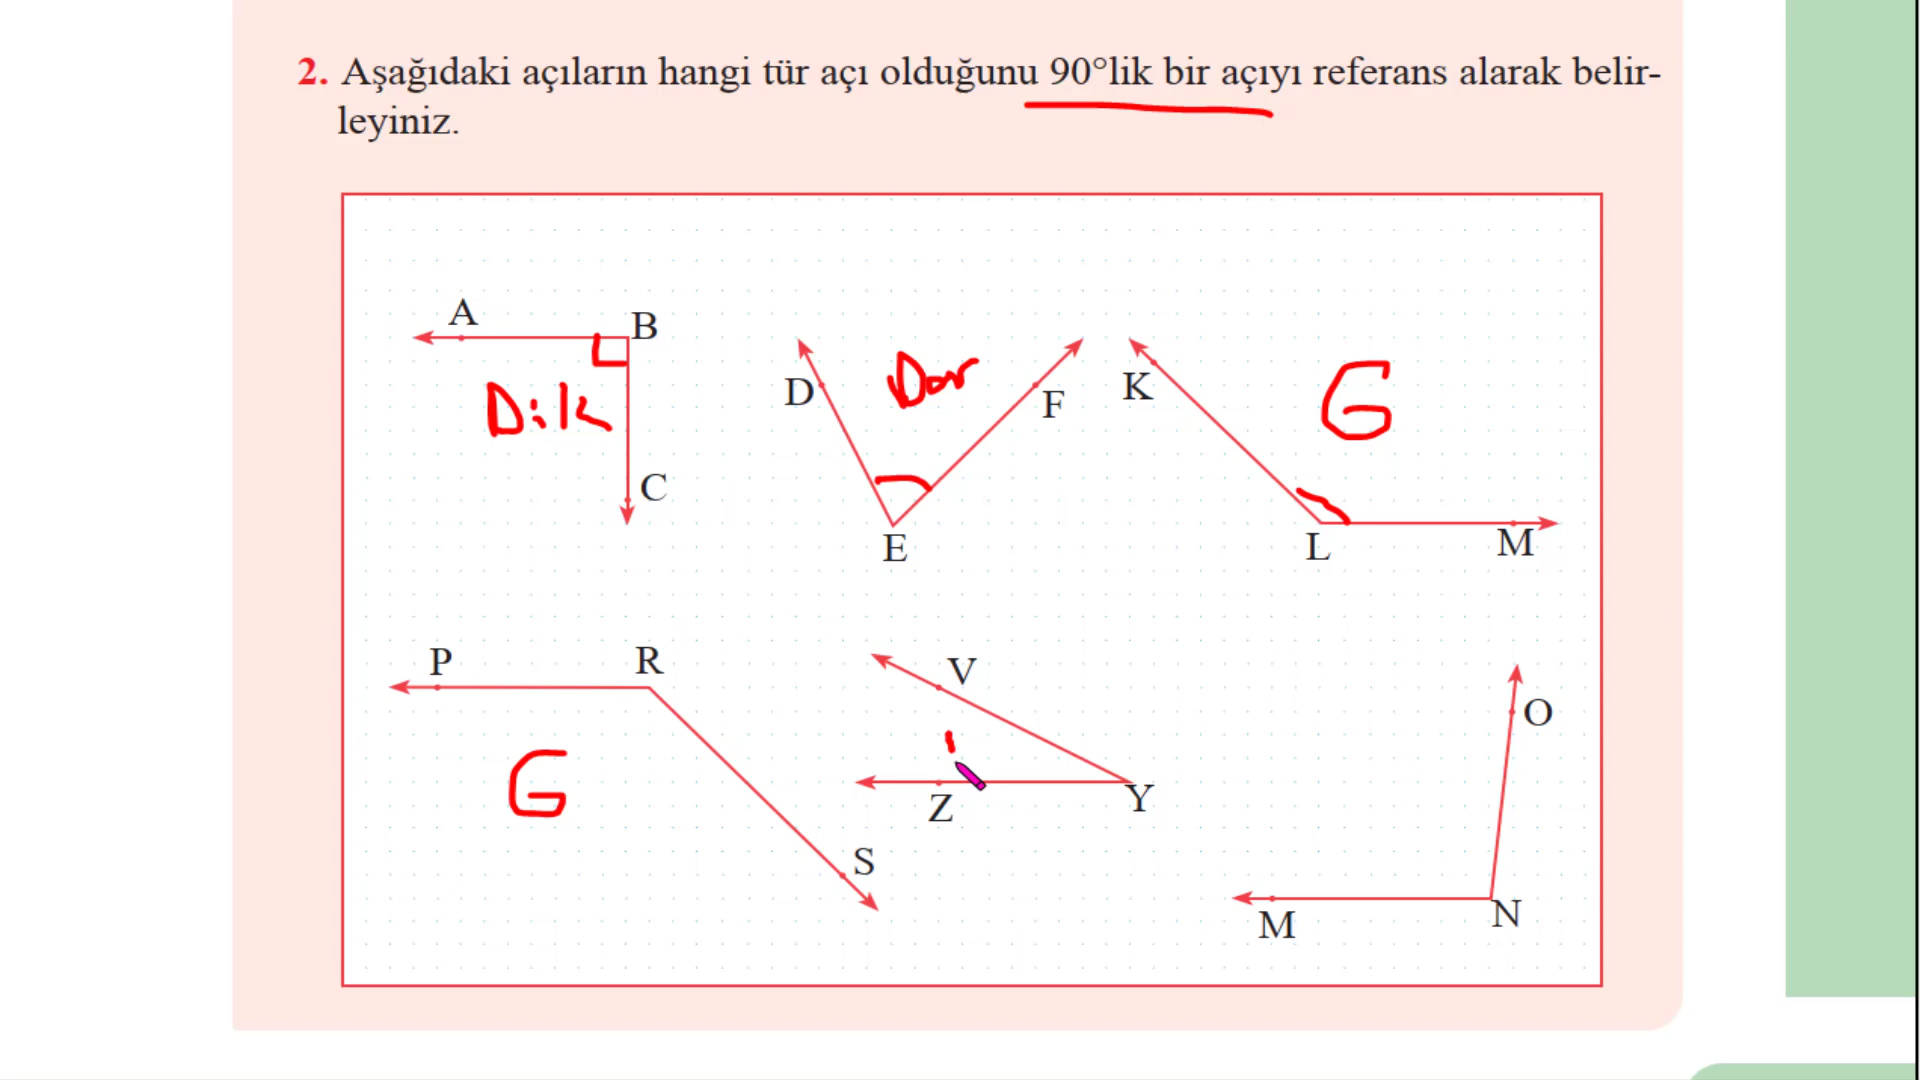 2. Aşağıdaki açıların hangi tür açı olduğunu 90°lik bir açıyı referans alarak belir-
leyiniz.
A
B
Dik
C
D
Dar
F
E
K
G
L
M
P
R
G
S
V
Z
Y
O
M
N